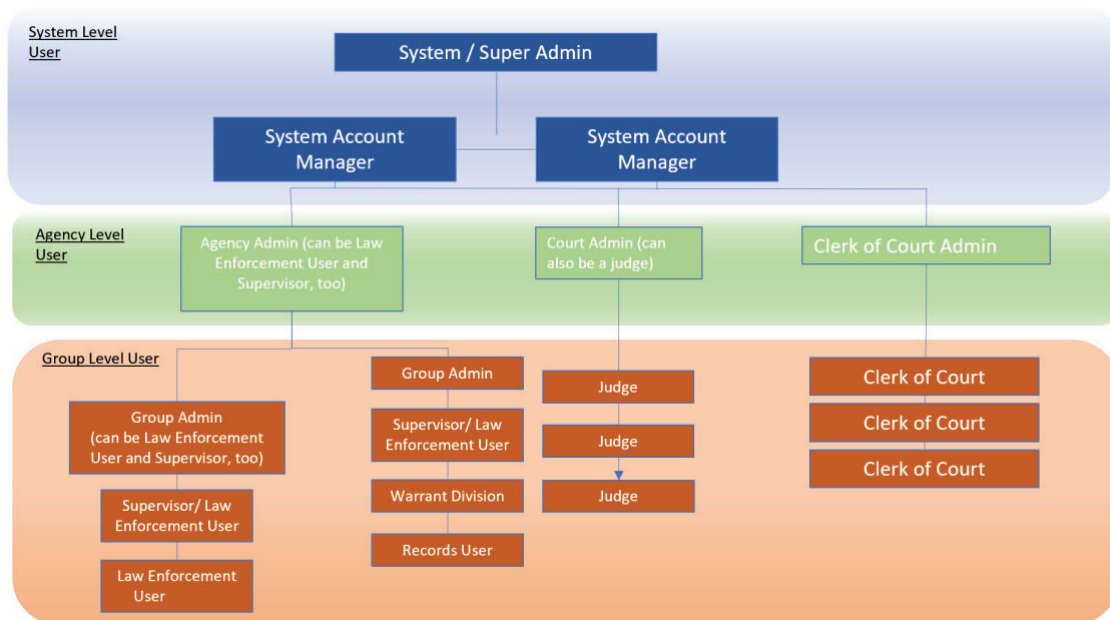 System Level
User
System / Super Admin
System Account
Manager
System Account
Manager
Agency Level
User
Agency Admin (can be Law
Enforcement User and
Supervisor, too)
Court Admin (can
also be a judge)
Clerk of Court Admin
Group Level User
Group Admin
(can be Law Enforcement
User and Supervisor, too)
Supervisor/ Law
Enforcement User
Law Enforcement
User
Group Admin
Supervisor/ Law
Enforcement User
Warrant Division
Records User
Judge
Judge
Judge
Clerk of Court
Clerk of Court
Clerk of Court